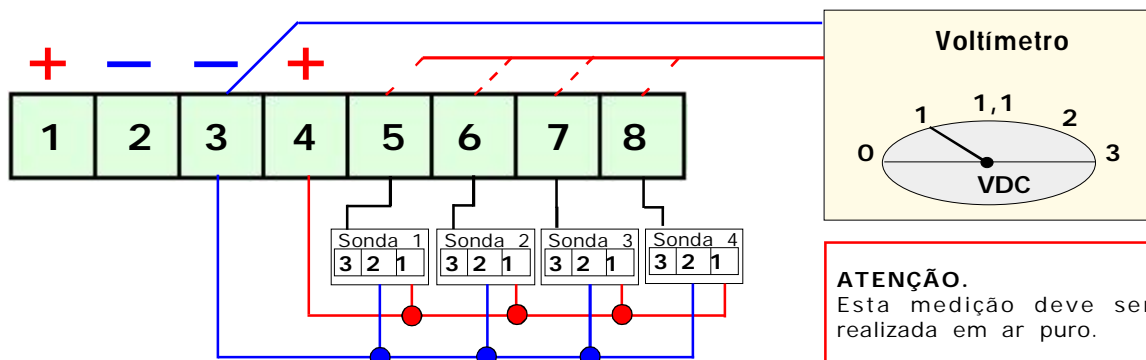 Voltímetro
+ — — +
1 2 3 4 5 6 7 8
0 1 1,1 2 3
VDC
Sonda 1
3 2 1
Sonda 2
3 2 1
Sonda 3
3 2 1
Sonda 4
3 2 1
ATENÇÃO.
Esta medição deve ser
realizada em ar puro.